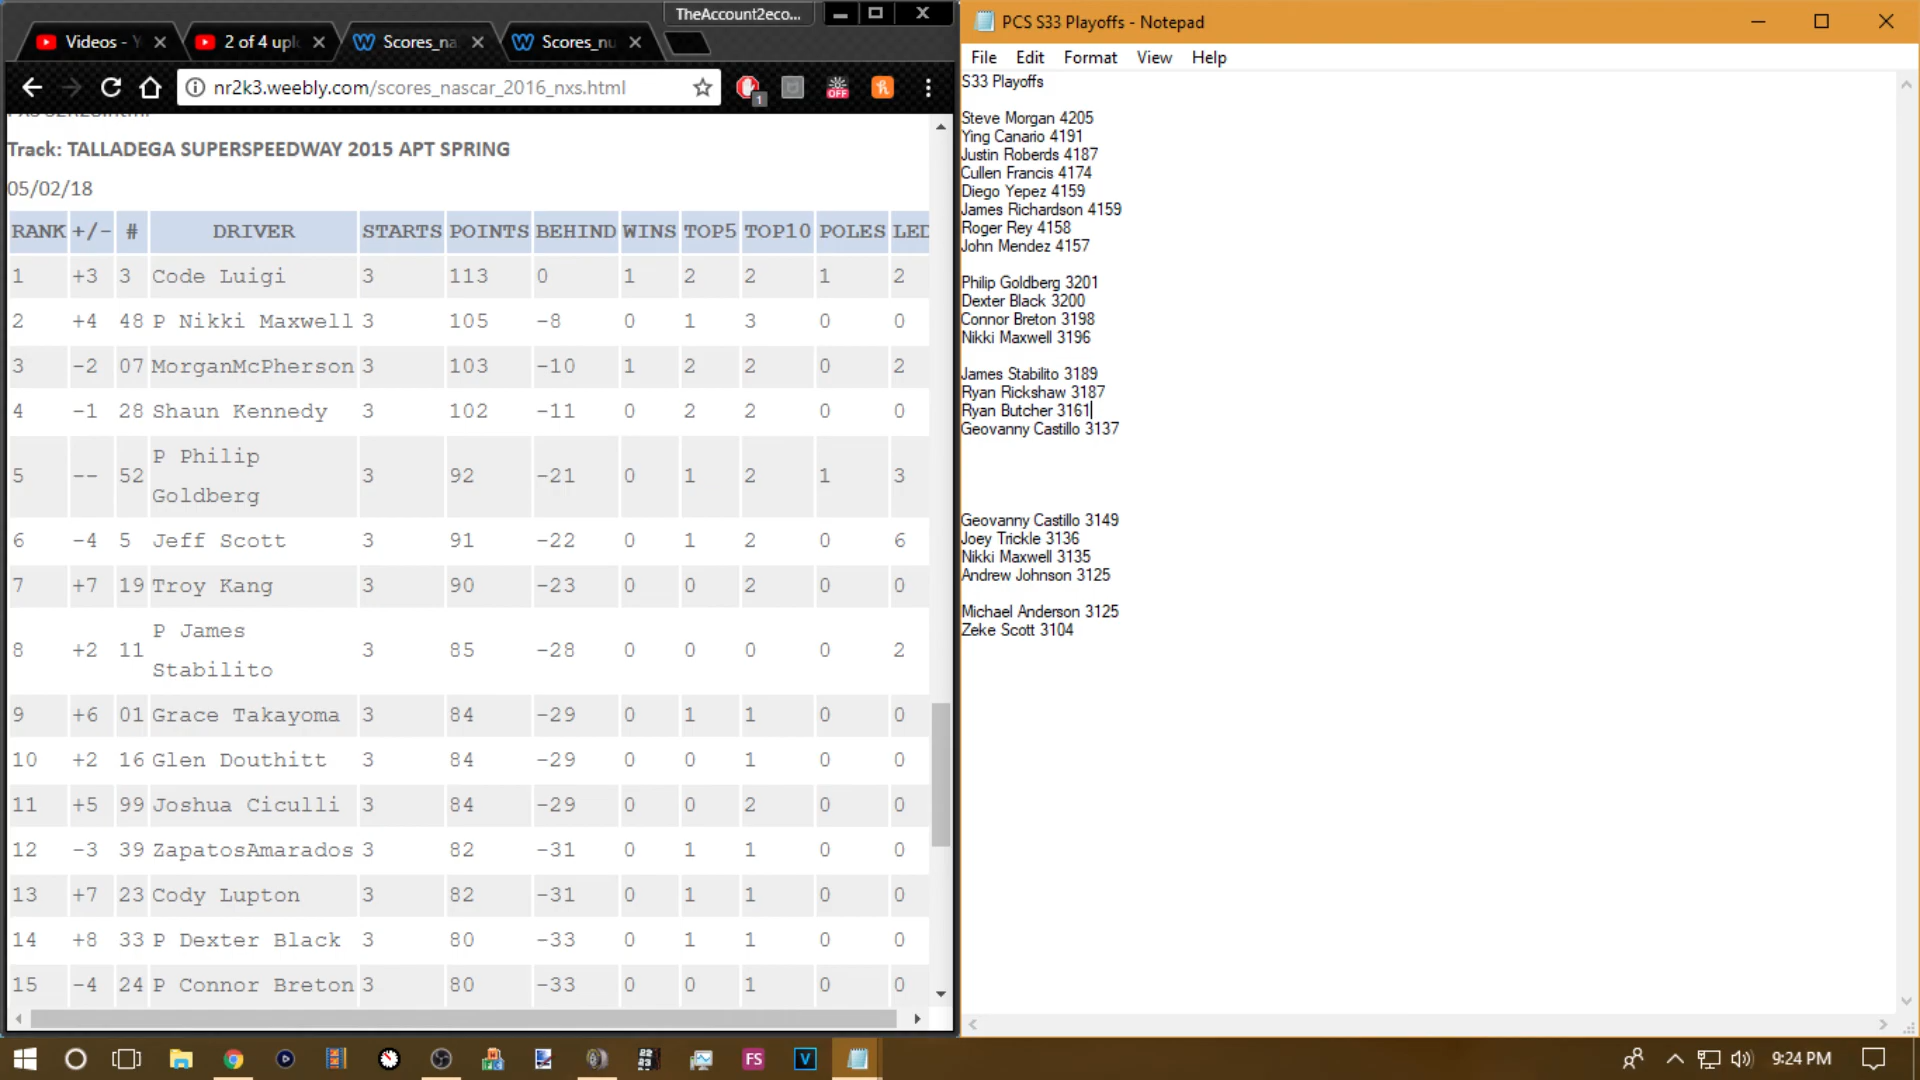 TheAccount2eco...
Videos - Y
2 of 4 uplo
Scores_na
Scores_nu
nr2k3.weebly.com/scores_nascar_2016_nxs.html
1
OFF
Track: TALLADEGA SUPERSPEEDWAY 2015 APT SPRING
05/02/18
RANK +/- # DRIVER STARTS POINTS BEHIND WINS TOP5 TOP10 POLES LED
1 +3 3 Code Luigi 3 113 0 1 2 2 1 2
2 +4 48 P Nikki Maxwell 3 105 -8 0 1 3 0 0
3 -2 07 MorganMcPherson 3 103 -10 1 2 2 0 2
4 -1 28 Shaun Kennedy 3 102 -11 0 2 2 0 0
5 -- 52 P Philip Goldberg 3 92 -21 0 1 2 1 3
6 -4 5 Jeff Scott 3 91 -22 0 1 2 0 6
7 +7 19 Troy Kang 3 90 -23 0 0 2 0 0
8 +2 11 P James Stabilito 3 85 -28 0 0 0 0 2
9 +6 01 Grace Takayoma 3 84 -29 0 1 1 0 0
10 +2 16 Glen Douthitt 3 84 -29 0 0 1 0 0
11 +5 99 Joshua Ciculli 3 84 -29 0 0 2 0 0
12 -3 39 ZapatosAmarados 3 82 -31 0 1 1 0 0
13 +7 23 Cody Lupton 3 82 -31 0 1 1 0 0
14 +8 33 P Dexter Black 3 80 -33 0 1 1 0 0
15 -4 24 P Connor Breton 3 80 -33 0 0 1 0 0
PCS S33 Playoffs - Notepad
File Edit Format View Help
S33 Playoffs
Steve Morgan 4205
Ying Canario 4191
Justin Roberds 4187
Cullen Francis 4174
Diego Yepez 4159
James Richardson 4159
Roger Rey 4158
John Mendez 4157
Philip Goldberg 3201
Dexter Black 3200
Connor Breton 3198
Nikki Maxwell 3196
James Stabilito 3189
Ryan Rickshaw 3187
Ryan Butcher 3161
Geovanny Castillo 3137
Geovanny Castillo 3149
Joey Trickle 3136
Nikki Maxwell 3135
Andrew Johnson 3125
Michael Anderson 3125
Zeke Scott 3104
FS
V
9:24 PM